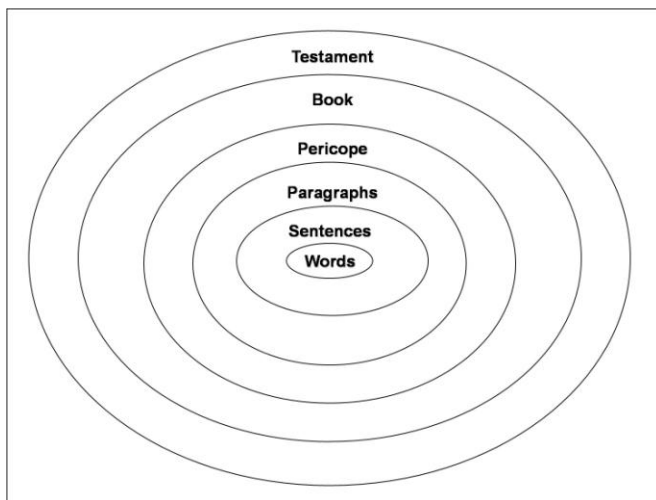 Testament
Book
Pericope
Paragraphs
Sentences
Words